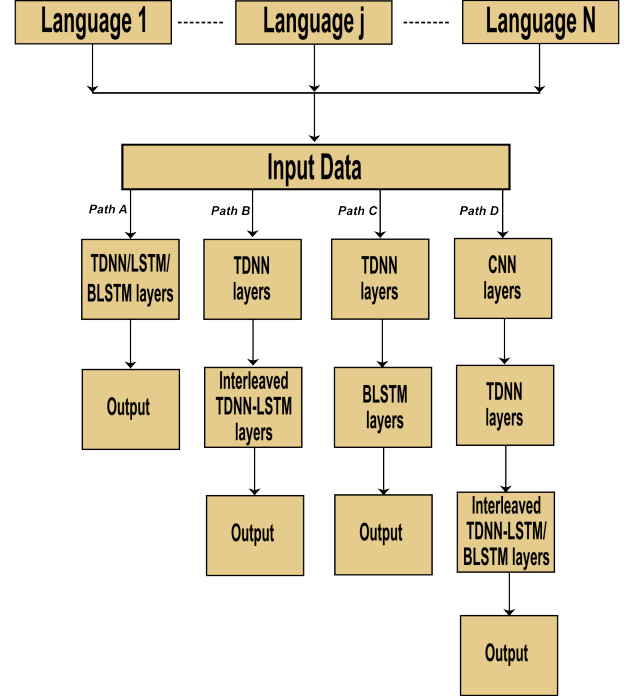 Language 1
Language j
Language N
Input Data
Path A
Path B
Path C
Path D
TDNN/LSTM/
BLSTM layers
TDNN
layers
TDNN
layers
CNN
layers
Output
Interleaved
TDNN-LSTM
layers
BLSTM
layers
TDNN
layers
Output
Output
Interleaved
TDNN-LSTM/
BLSTM layers
Output